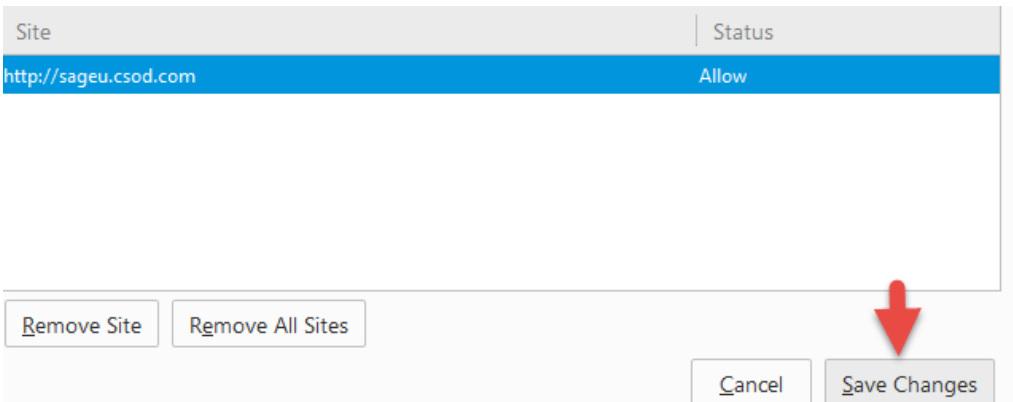 Site Status
http://sageu.csod.com Allow
Remove Site Remove All Sites
Cancel Save Changes